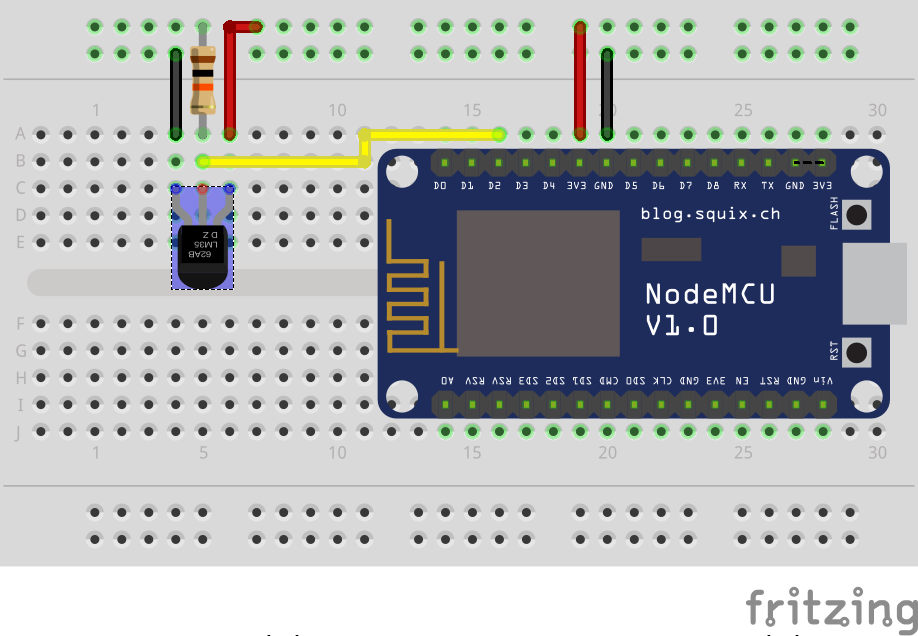 1 5 10 15 20 25 30
A
B
C
D
E
F
G
H
I
J
D0 D1 D2 D3 D4 3V3 GND D5 D6 D7 D8 RX TX GND 3V3
blog.squix.ch
FLASH
62AB
LM35
D Z
NodeMCU
V1.0
RST
A0 RSV RSV SD3 SD2 SD1 CMD SD0 CLK GND 3V3 EN RST GND Vin
1 5 10 15 20 25 30
fritzing